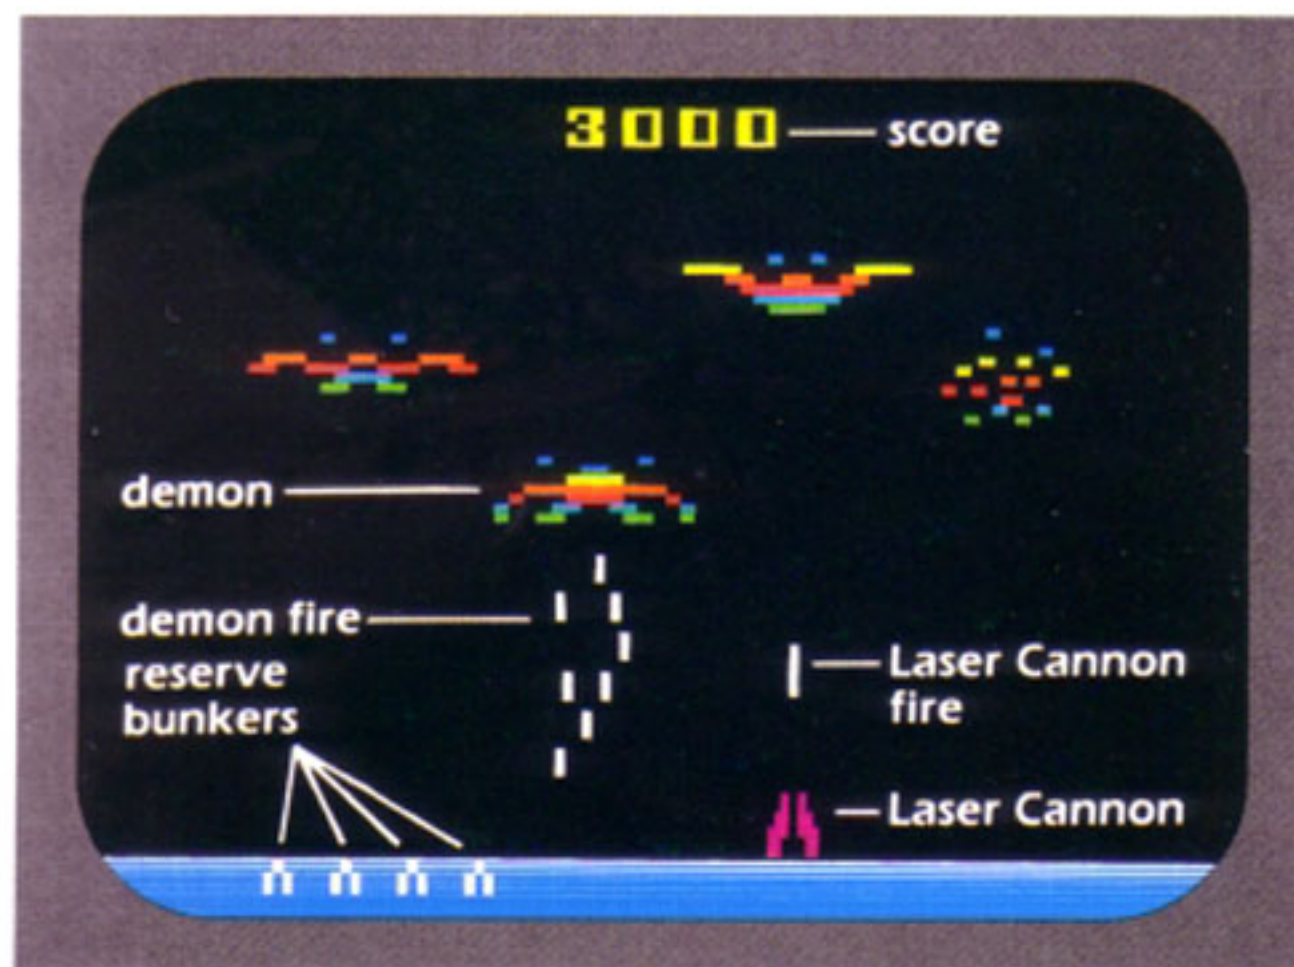 3000
score
demon
demon fire
reserve
bunkers
Laser Cannon
fire
Laser Cannon